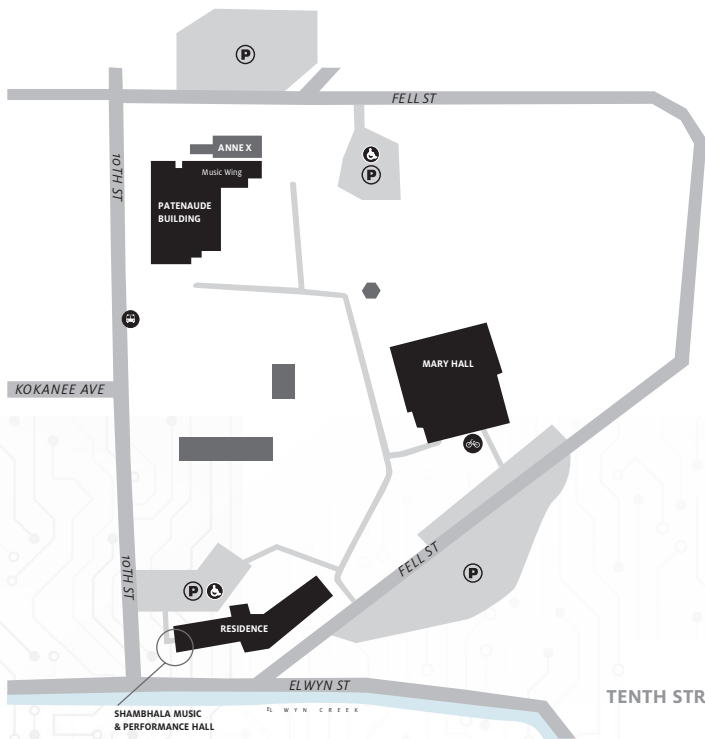 P
FELL ST
ANNEX
10TH ST
Music Wing
P
PATENAUDE
BUILDING
MARY HALL
KOKANEE AVE
FELL ST
10TH ST
P
P
RESIDENCE
ELWYN ST
TENTH STR
EL WYN CREEK
SHAMBHALA MUSIC
& PERFORMANCE HALL